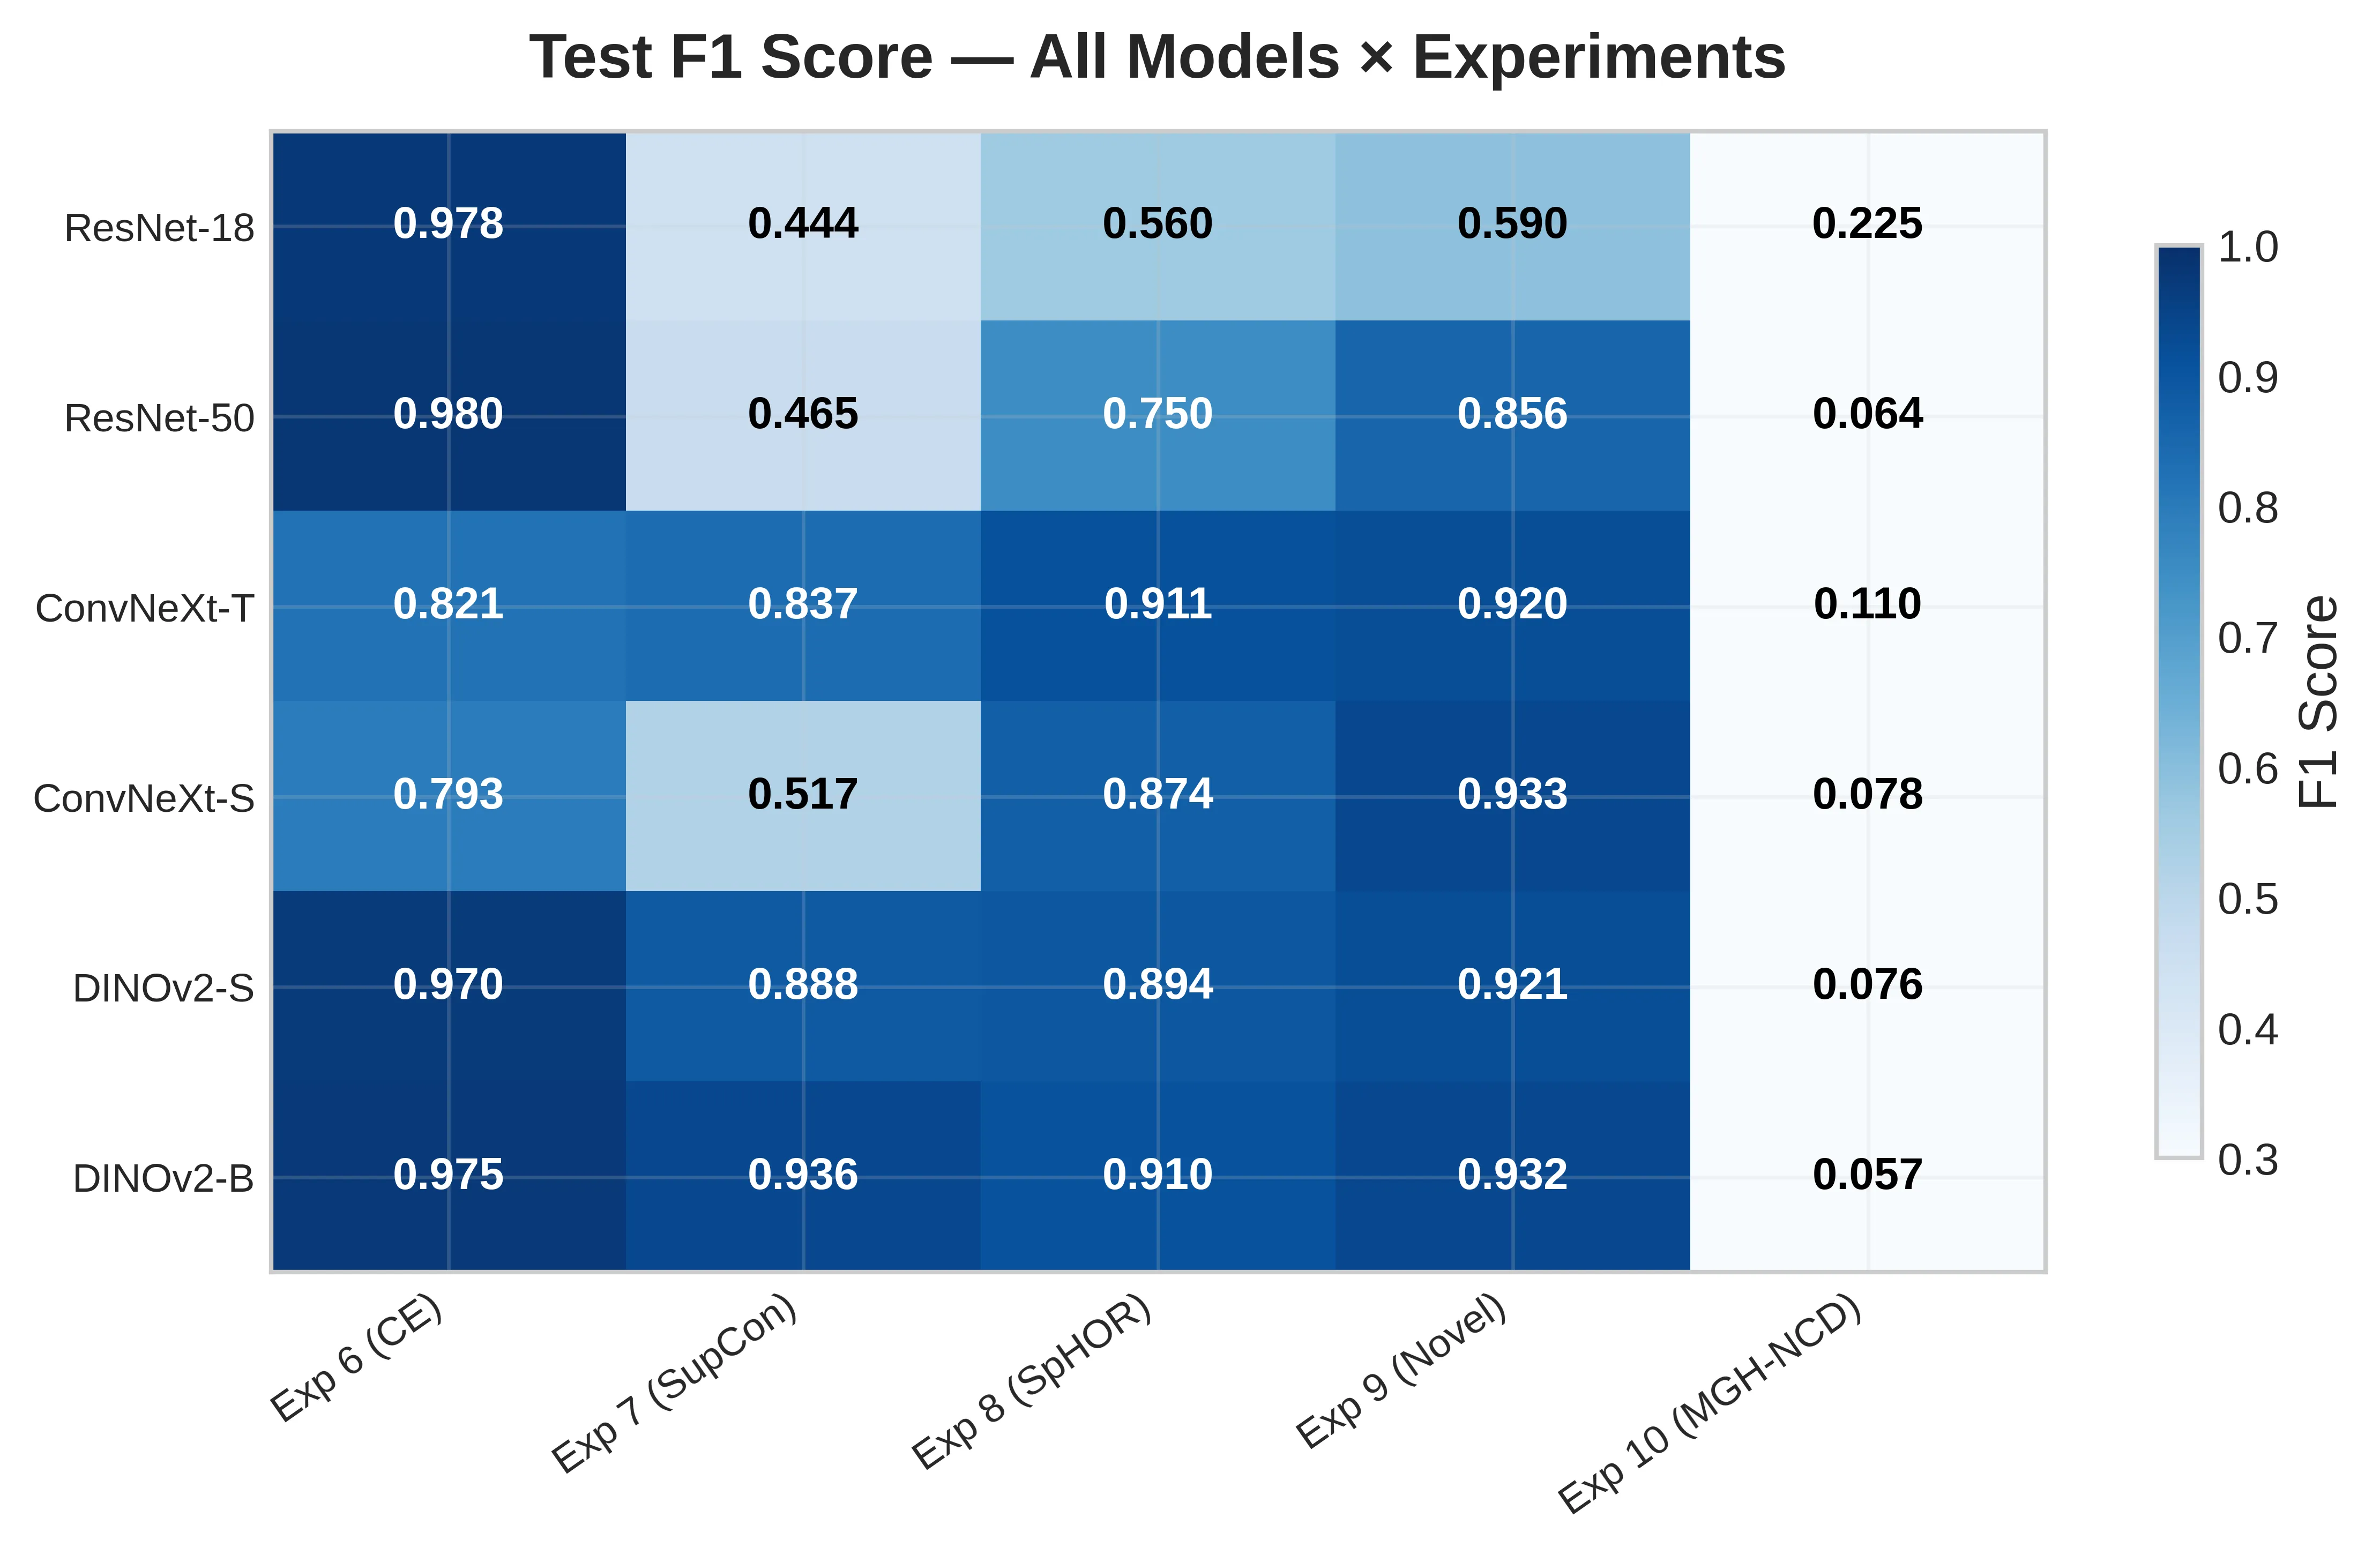 Test F1 Score — All Models × Experiments
ResNet-18 0.978 0.444 0.560 0.590 0.225
ResNet-50 0.980 0.465 0.750 0.856 0.064
ConvNeXt-T 0.821 0.837 0.911 0.920 0.110
ConvNeXt-S 0.793 0.517 0.874 0.933 0.078
DINOv2-S 0.970 0.888 0.894 0.921 0.076
DINOv2-B 0.975 0.936 0.910 0.932 0.057
Exp 6 (CE)
Exp 7 (SupCon)
Exp 8 (SpHOR)
Exp 9 (Novel)
Exp 10 (MGH-NCD)
1.0
0.9
0.8
0.7
0.6
0.5
0.4
0.3
F1 Score